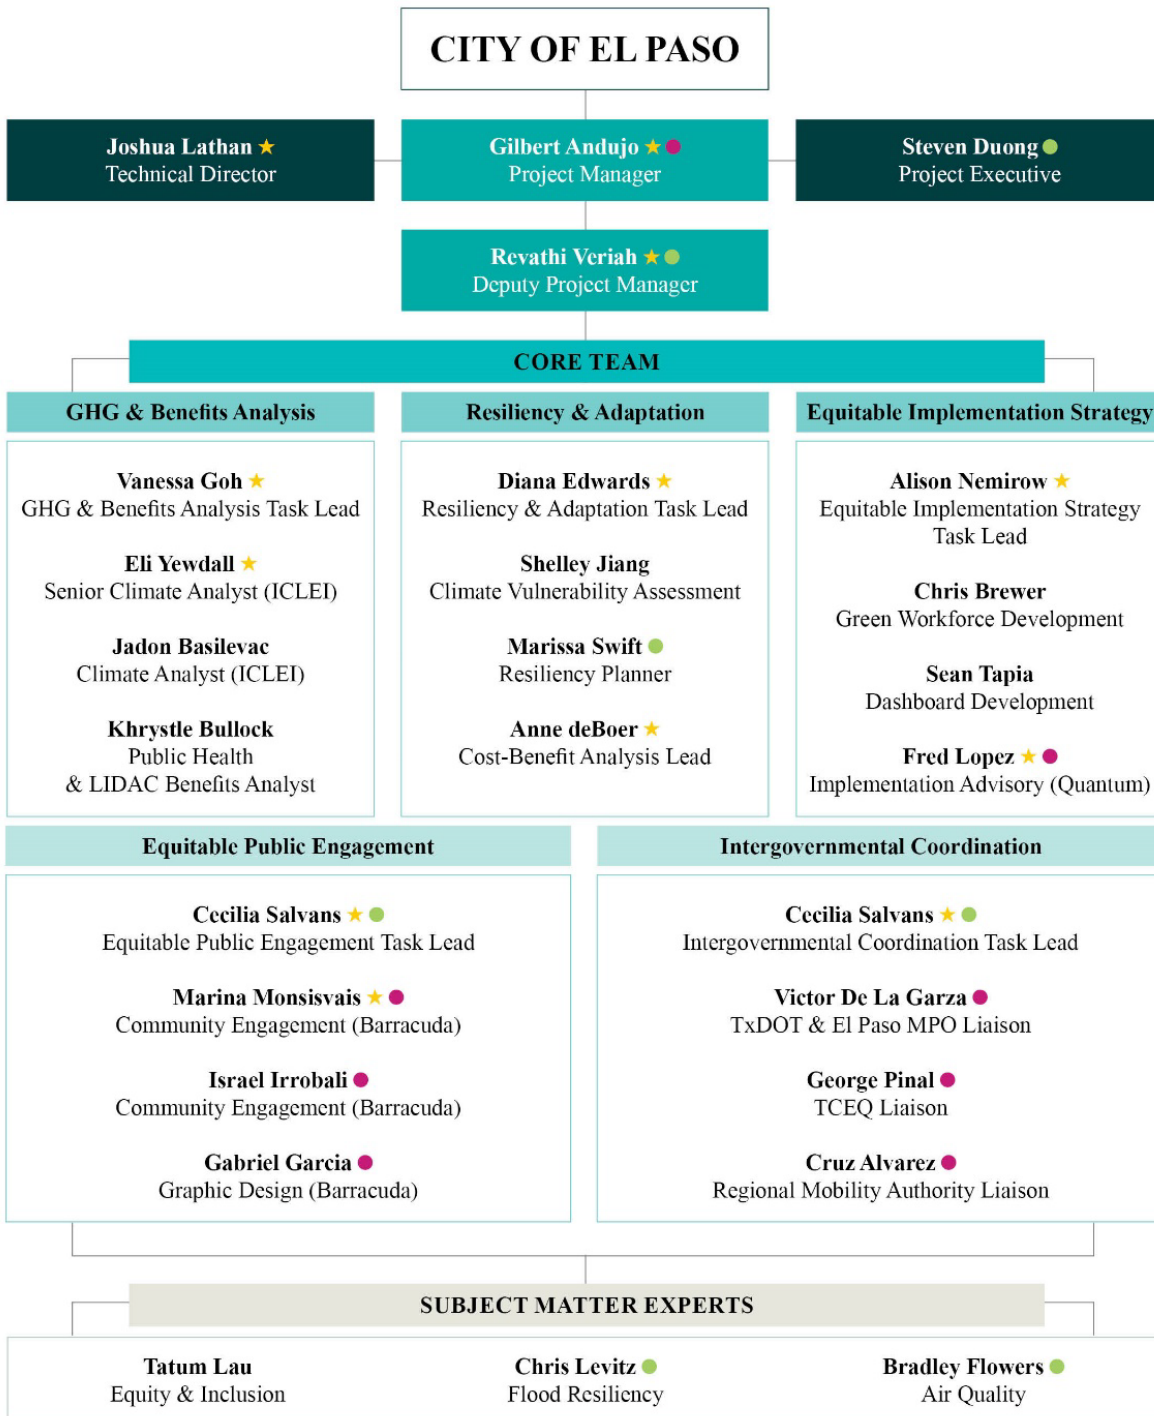 CITY OF EL PASO
Joshua Lathan
Technical Director
Gilbert Andujo
Project Manager
Steven Duong
Project Executive
Revathi Veriah
Deputy Project Manager
CORE TEAM
GHG & Benefits Analysis
Vanessa Goh
GHG & Benefits Analysis Task Lead
Eli Yewdall
Senior Climate Analyst (ICLEI)
Jadon Basilevac
Climate Analyst (ICLEI)
Khrystle Bullock
Public Health
& LIDAC Benefits Analyst
Resiliency & Adaptation
Diana Edwards
Resiliency & Adaptation Task Lead
Shelley Jiang
Climate Vulnerability Assessment
Marissa Swift
Resiliency Planner
Anne deBoer
Cost-Benefit Analysis Lead
Equitable Implementation Strategy
Alison Nemirow
Equitable Implementation Strategy
Task Lead
Chris Brewer
Green Workforce Development
Sean Tapia
Dashboard Development
Fred Lopez
Implementation Advisory (Quantum)
Equitable Public Engagement
Cecilia Salvans
Equitable Public Engagement Task Lead
Marina Monsisvais
Community Engagement (Barracuda)
Israel Irrobali
Community Engagement (Barracuda)
Gabriel Garcia
Graphic Design (Barracuda)
Intergovernmental Coordination
Cecilia Salvans
Intergovernmental Coordination Task Lead
Victor De La Garza
TxDOT & El Paso MPO Liaison
George Pinal
TCEQ Liaison
Cruz Alvarez
Regional Mobility Authority Liaison
SUBJECT MATTER EXPERTS
Tatum Lau
Equity & Inclusion
Chris Levitz
Flood Resiliency
Bradley Flowers
Air Quality